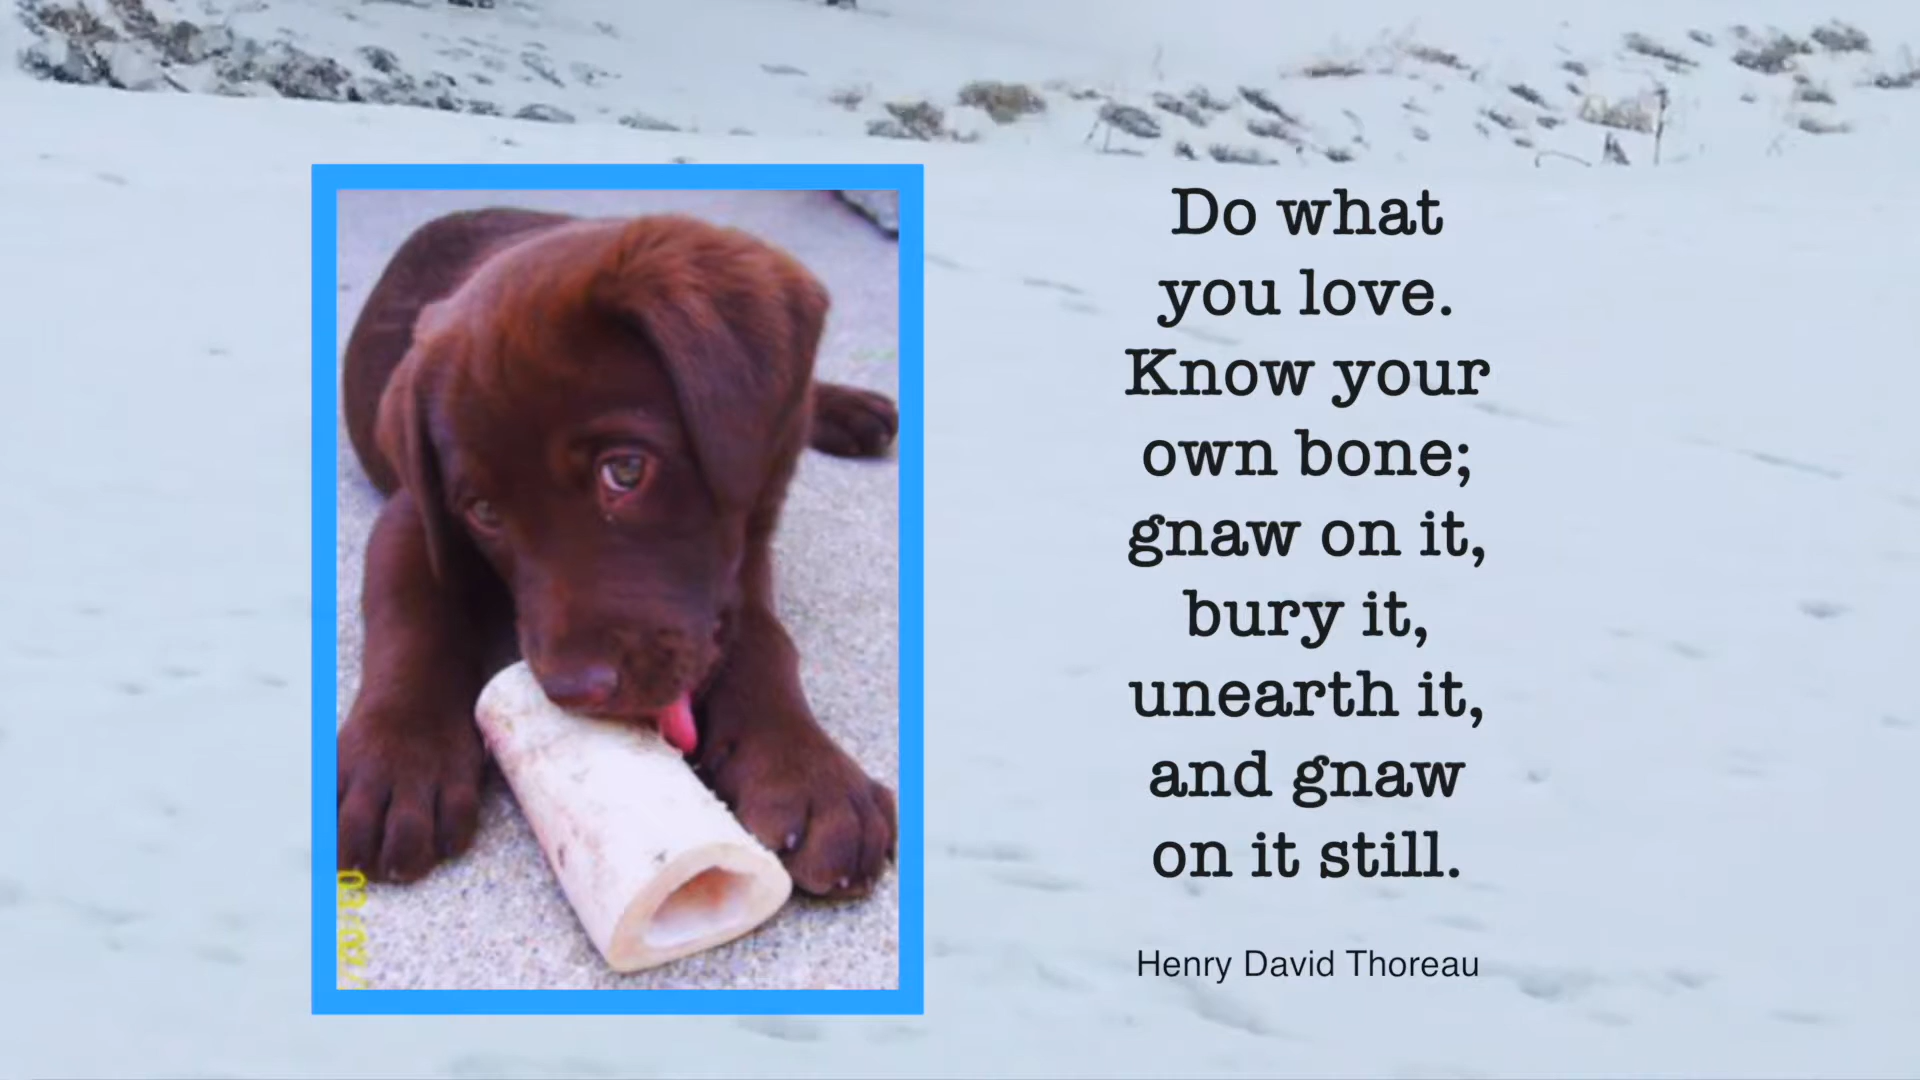 Do what
you love.
Know your
own bone;
gnaw on it,
bury it,
unearth it,
and gnaw
on it still.
Henry David Thoreau